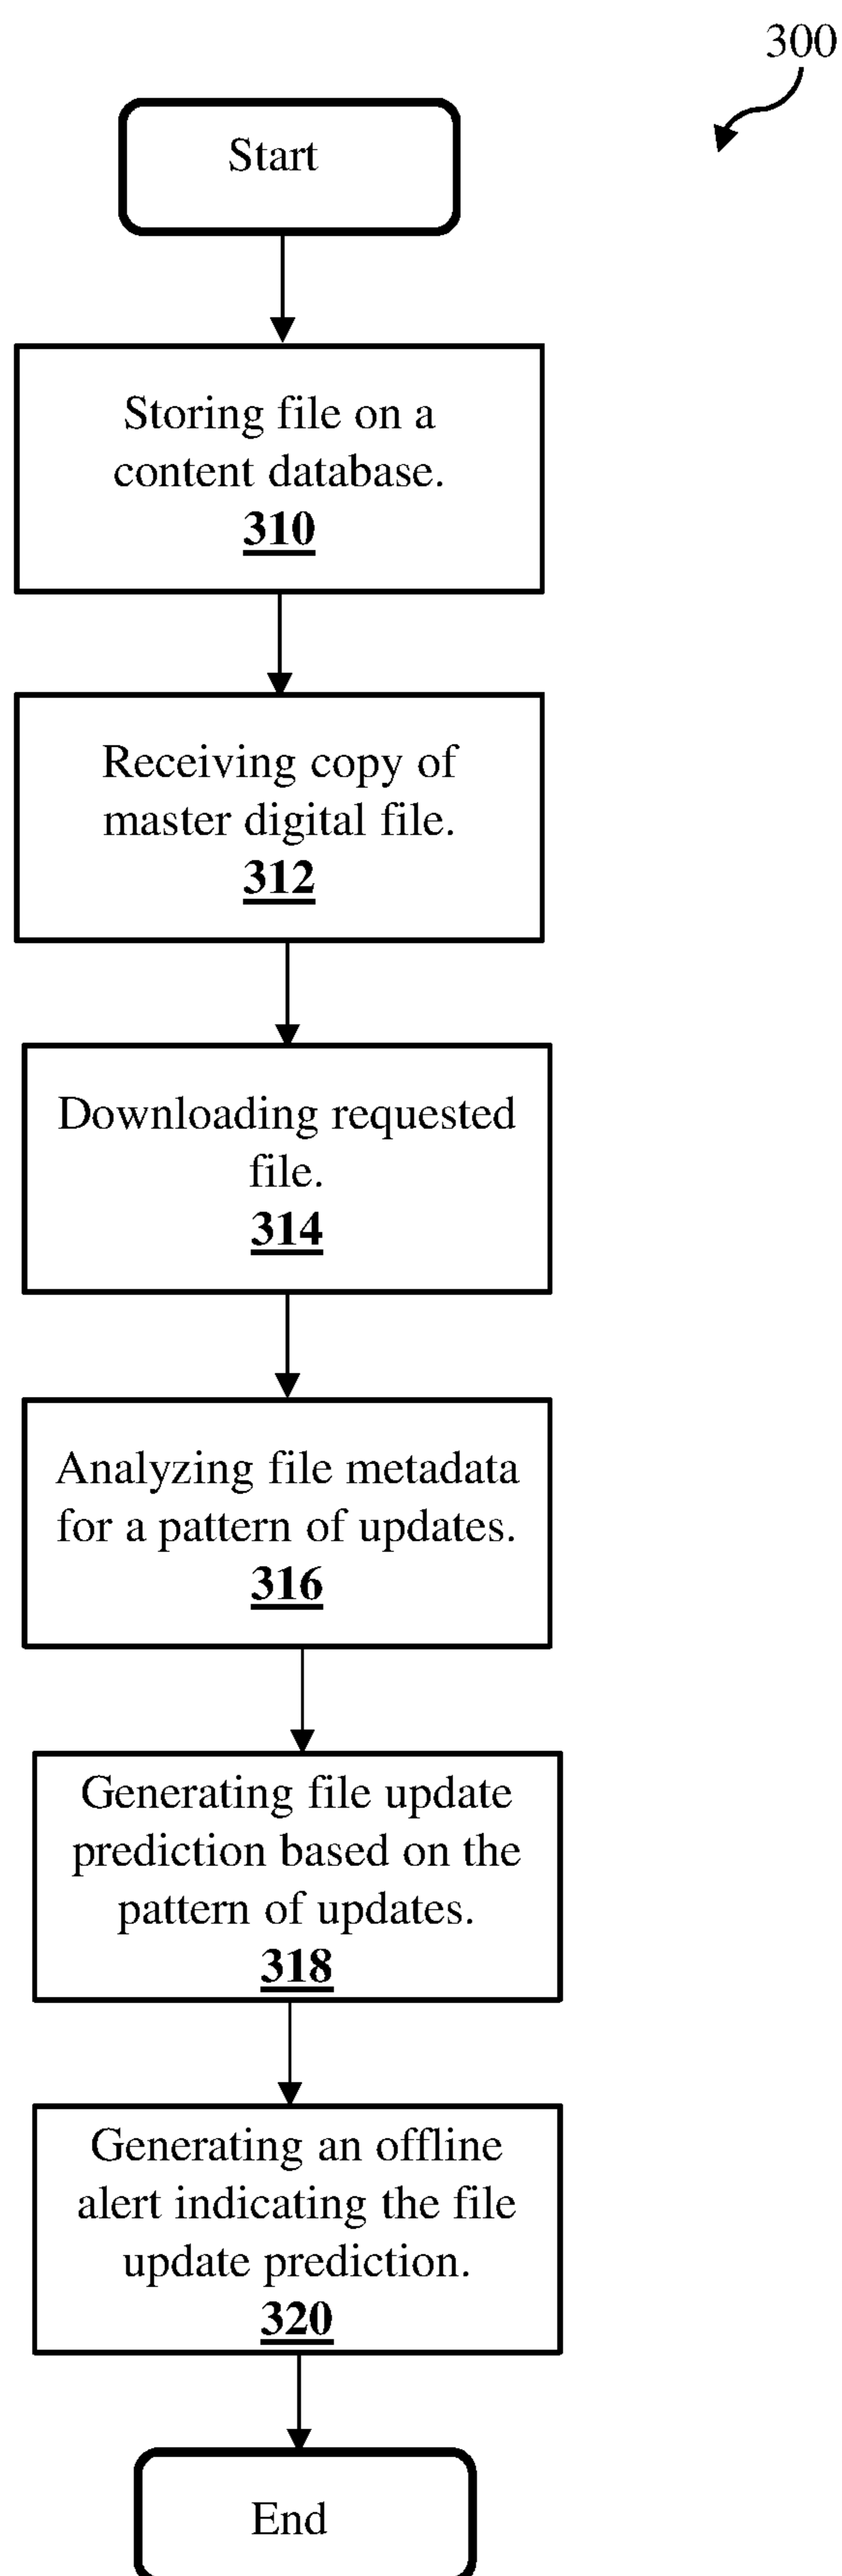 300
Start
Storing file on a
content database.
310
Receiving copy of
master digital file.
312
Downloading requested
file.
314
Analyzing file metadata
for a pattern of updates.
316
Generating file update
prediction based on the
pattern of updates.
318
Generating an offline
alert indicating the file
update prediction.
320
End